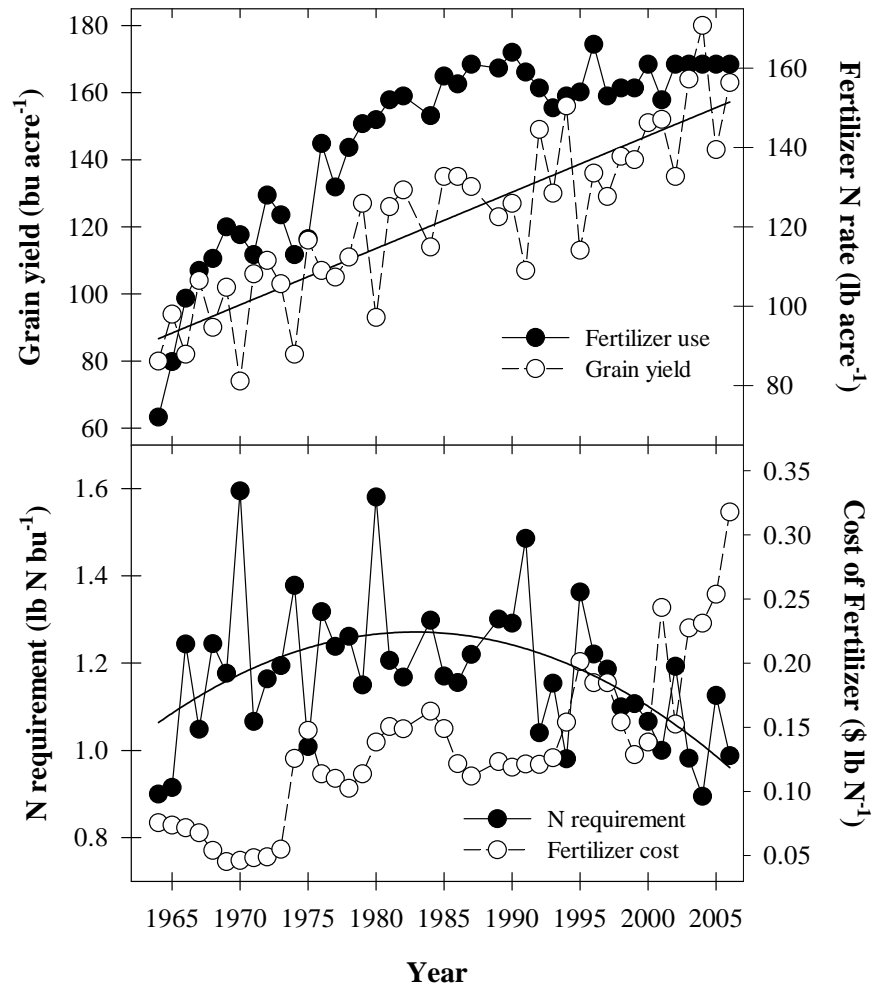 Grain yield (bu acre⁻¹)
180
160
140
120
100
80
60
Fertilizer N rate (lb acre⁻¹)
160
140
120
100
80
Fertilizer use
Grain yield
N requirement (lb N bu⁻¹)
1.6
1.4
1.2
1.0
0.8
Cost of Fertilizer ($ lb N⁻¹)
0.35
0.30
0.25
0.20
0.15
0.10
0.05
N requirement
Fertilizer cost
1965 1970 1975 1980 1985 1990 1995 2000 2005
Year